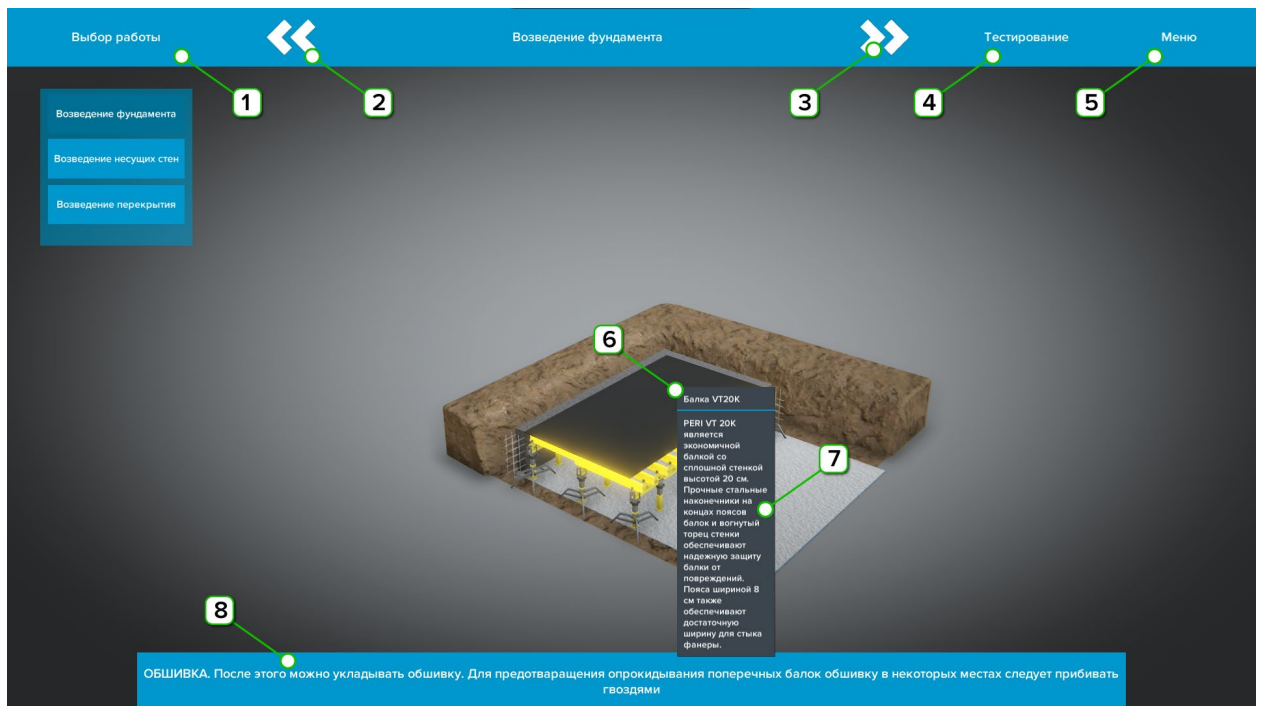 Выбор работы
Возведение фундамента
Тестирование
Меню
1
2
3
4
5
Возведение фундамента
Возведение несущих стен
Возведение перекрытия
6
Балка VT20K
PERI VT 20K
является
экономичной
балкой со
сплошной стенкой
высотой 20 см.
Прочные стальные
наконечники на
концах поясов
балок и вогнутый
торец стенки
обеспечивают
надежную защиту
балки от
повреждений.
Пояса шириной 8
см также
обеспечивают
достаточную
ширину для стыка
фанеры.
7
8
ОБШИВКА. После этого можно укладывать обшивку. Для предотваращения опрокидывания поперечных балок обшивку в некоторых местах следует прибивать
гвоздями